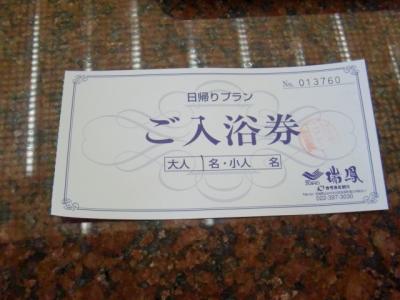 No. 013760
日帰りプラン
ご入浴券
大人 1名・小人 名
瑞鳳
022-397-3030